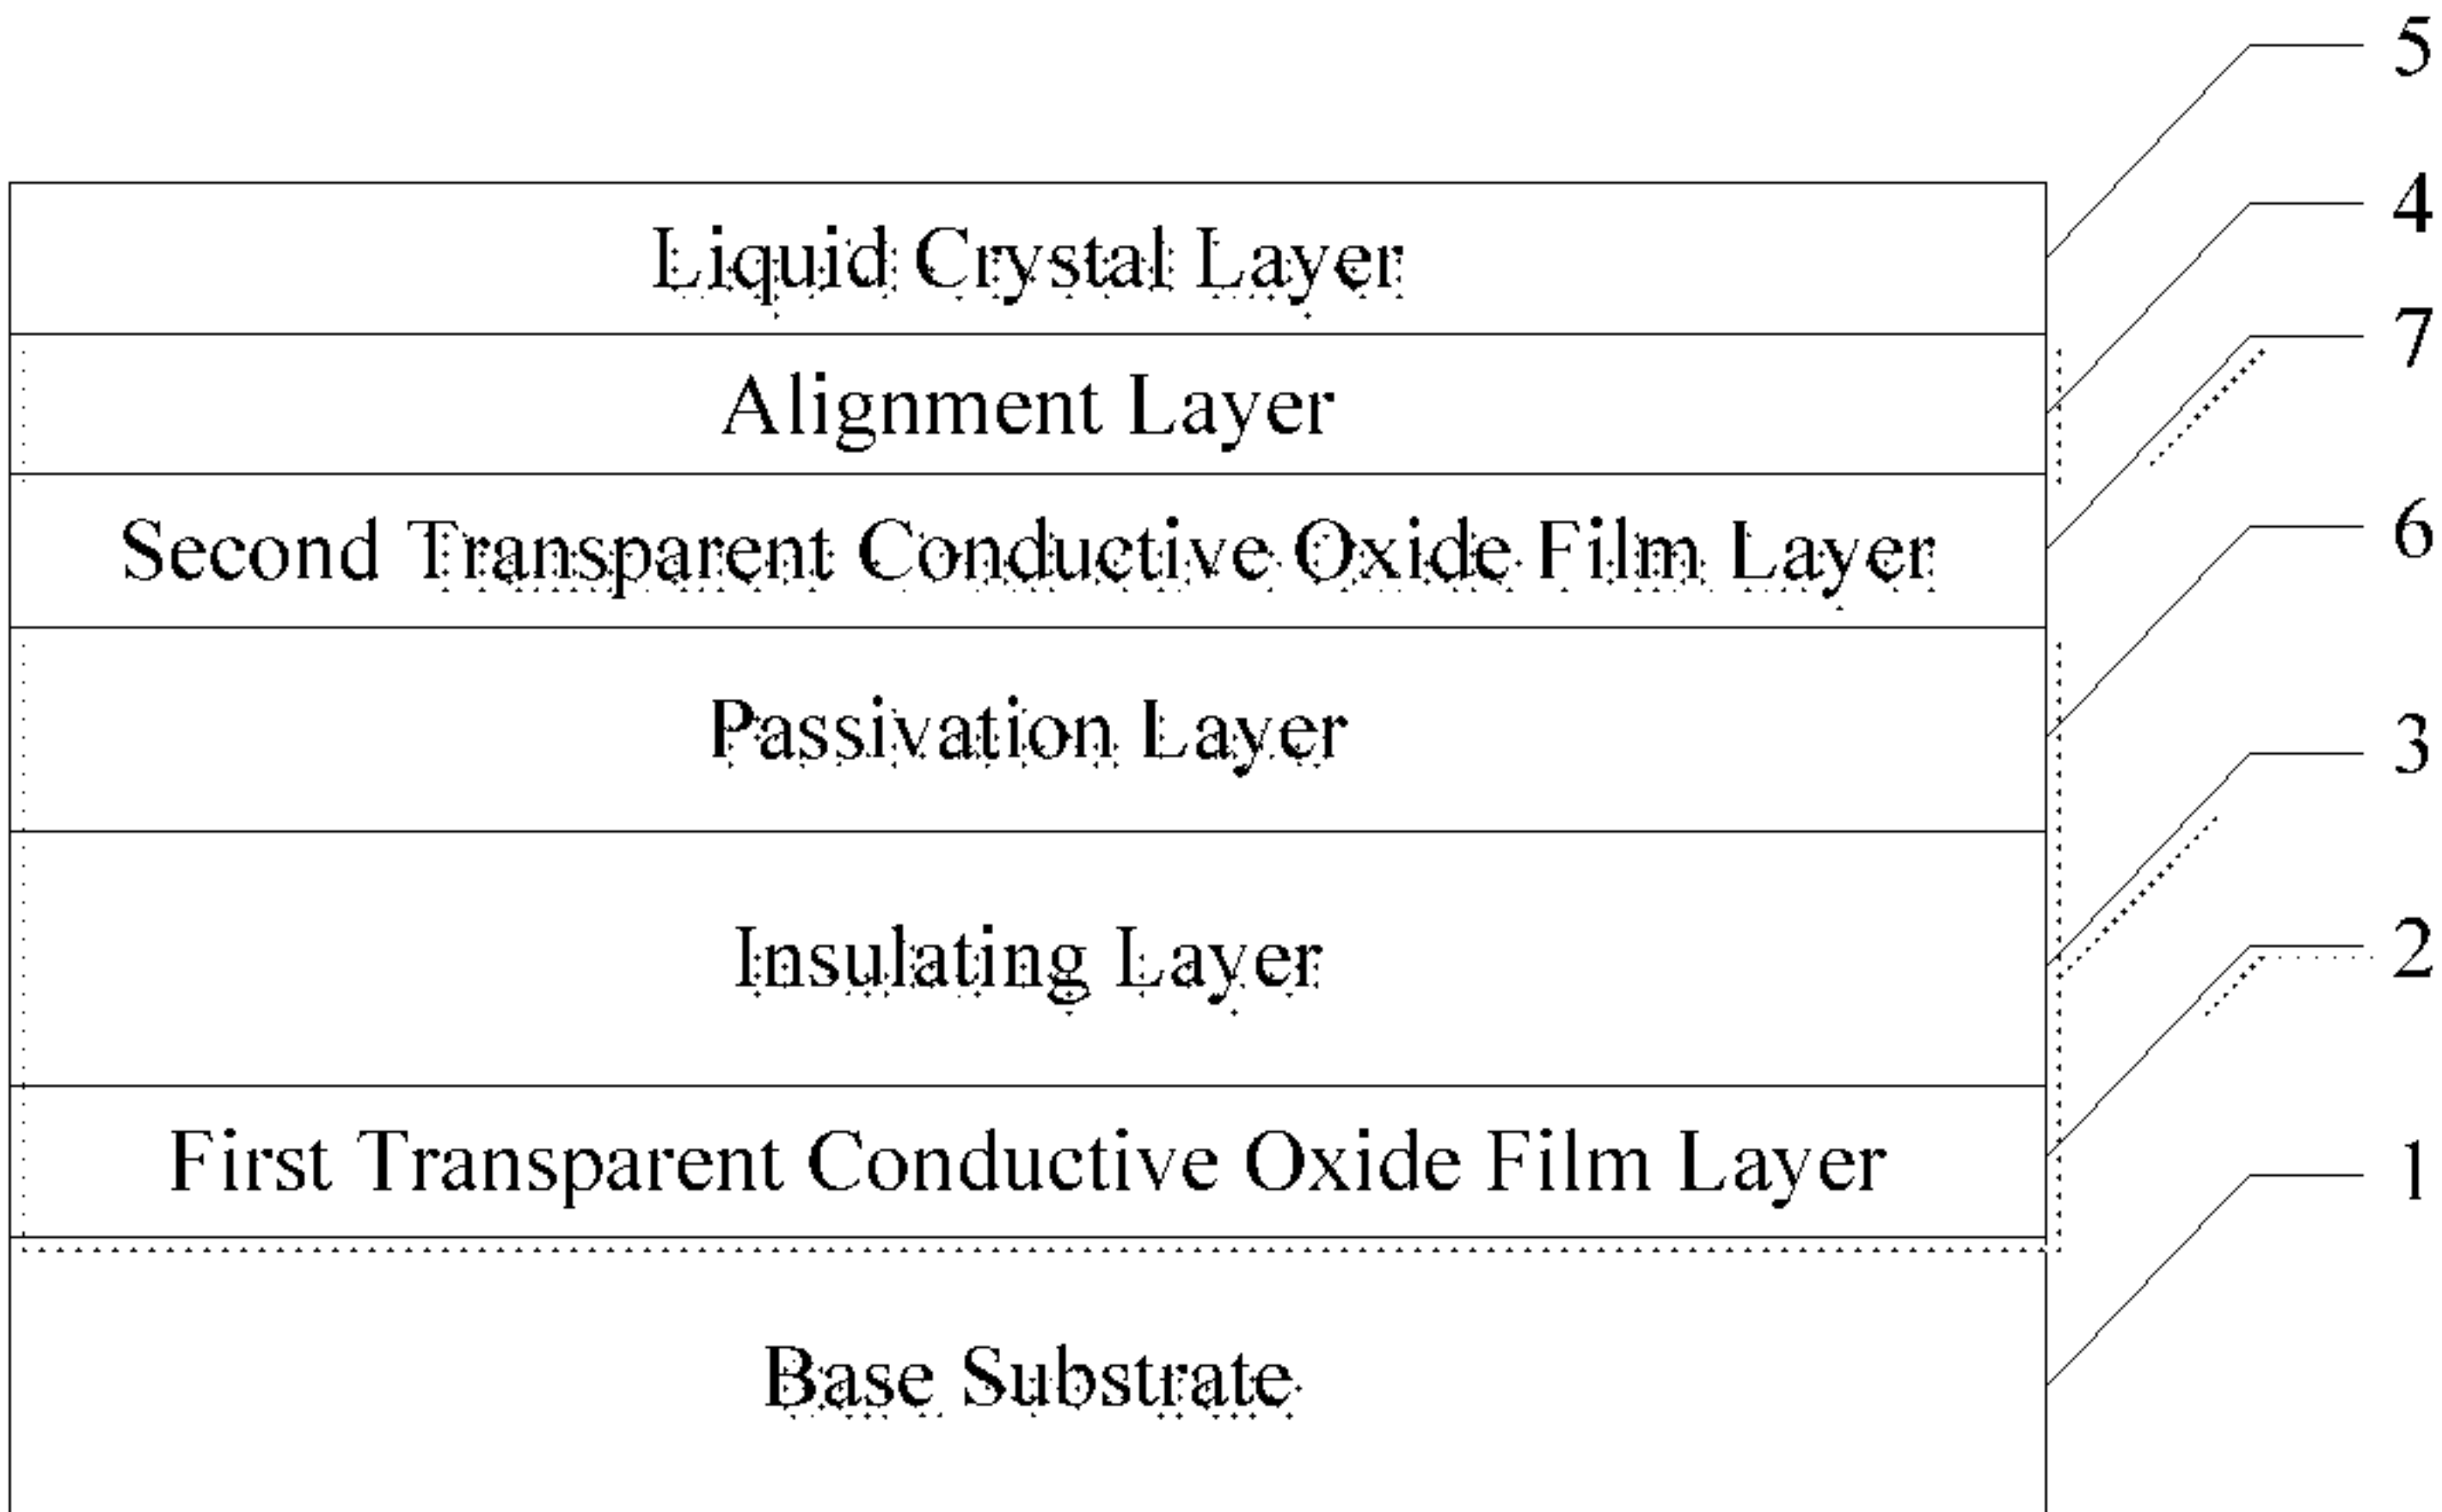 5
Liquid Crystal Layer
4
Alignment Layer
7
Second Transparent Conductive Oxide Film Layer
6
Passivation Layer
3
Insulating Layer
2
First Transparent Conductive Oxide Film Layer
1
Base Substrate